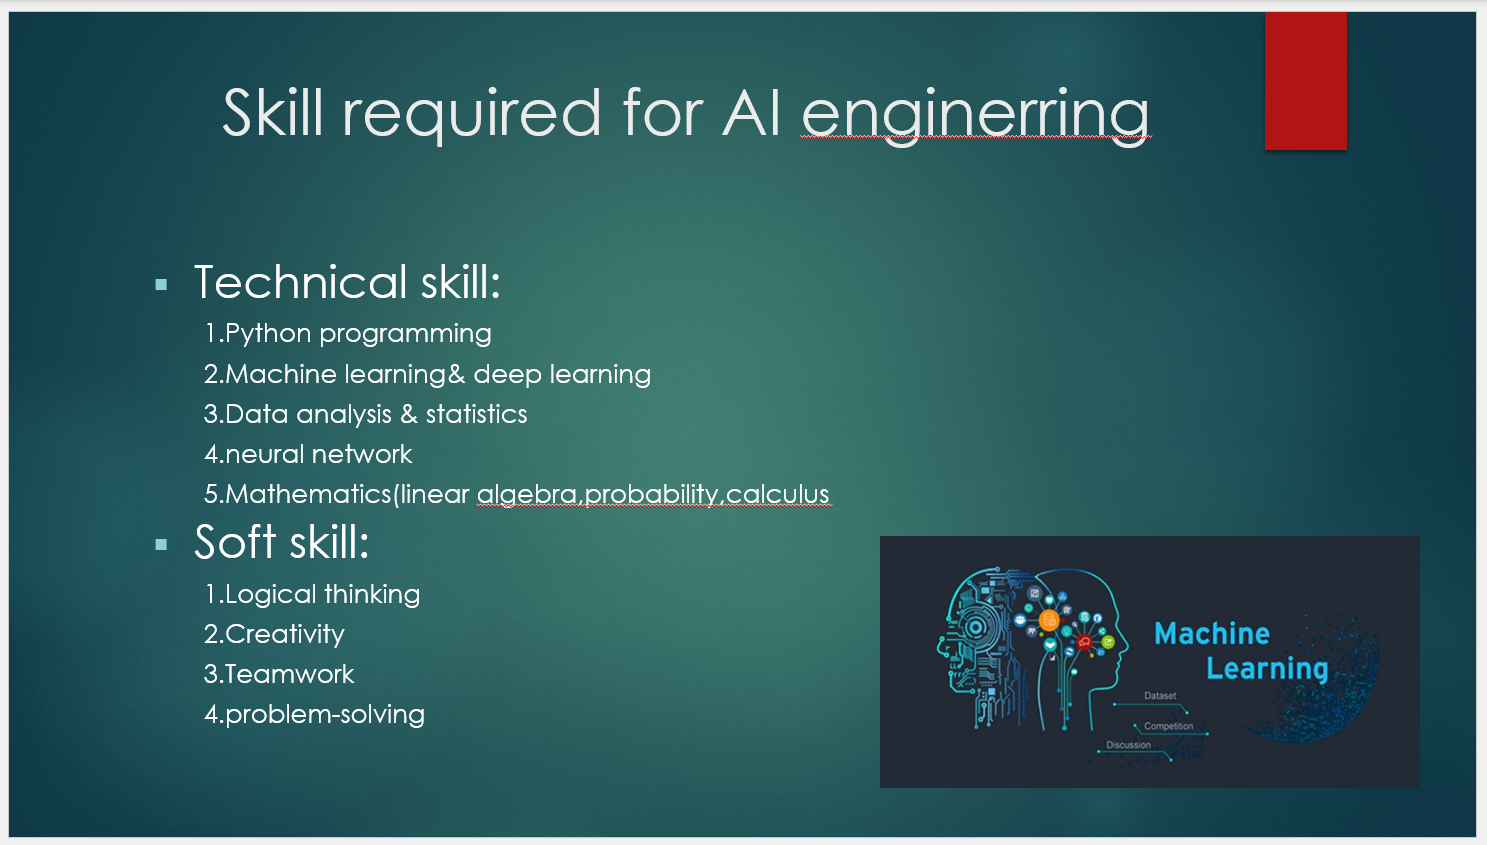 Skill required for AI enginerring
Technical skill:
1.Python programming
2.Machine learning& deep learning
3.Data analysis & statistics
4.neural network
5.Mathematics(linear algebra,probability,calculus
Soft skill:
1.Logical thinking
2.Creativity
3.Teamwork
4.problem-solving
Machine
Learning
Dataset
Competition
Discussion